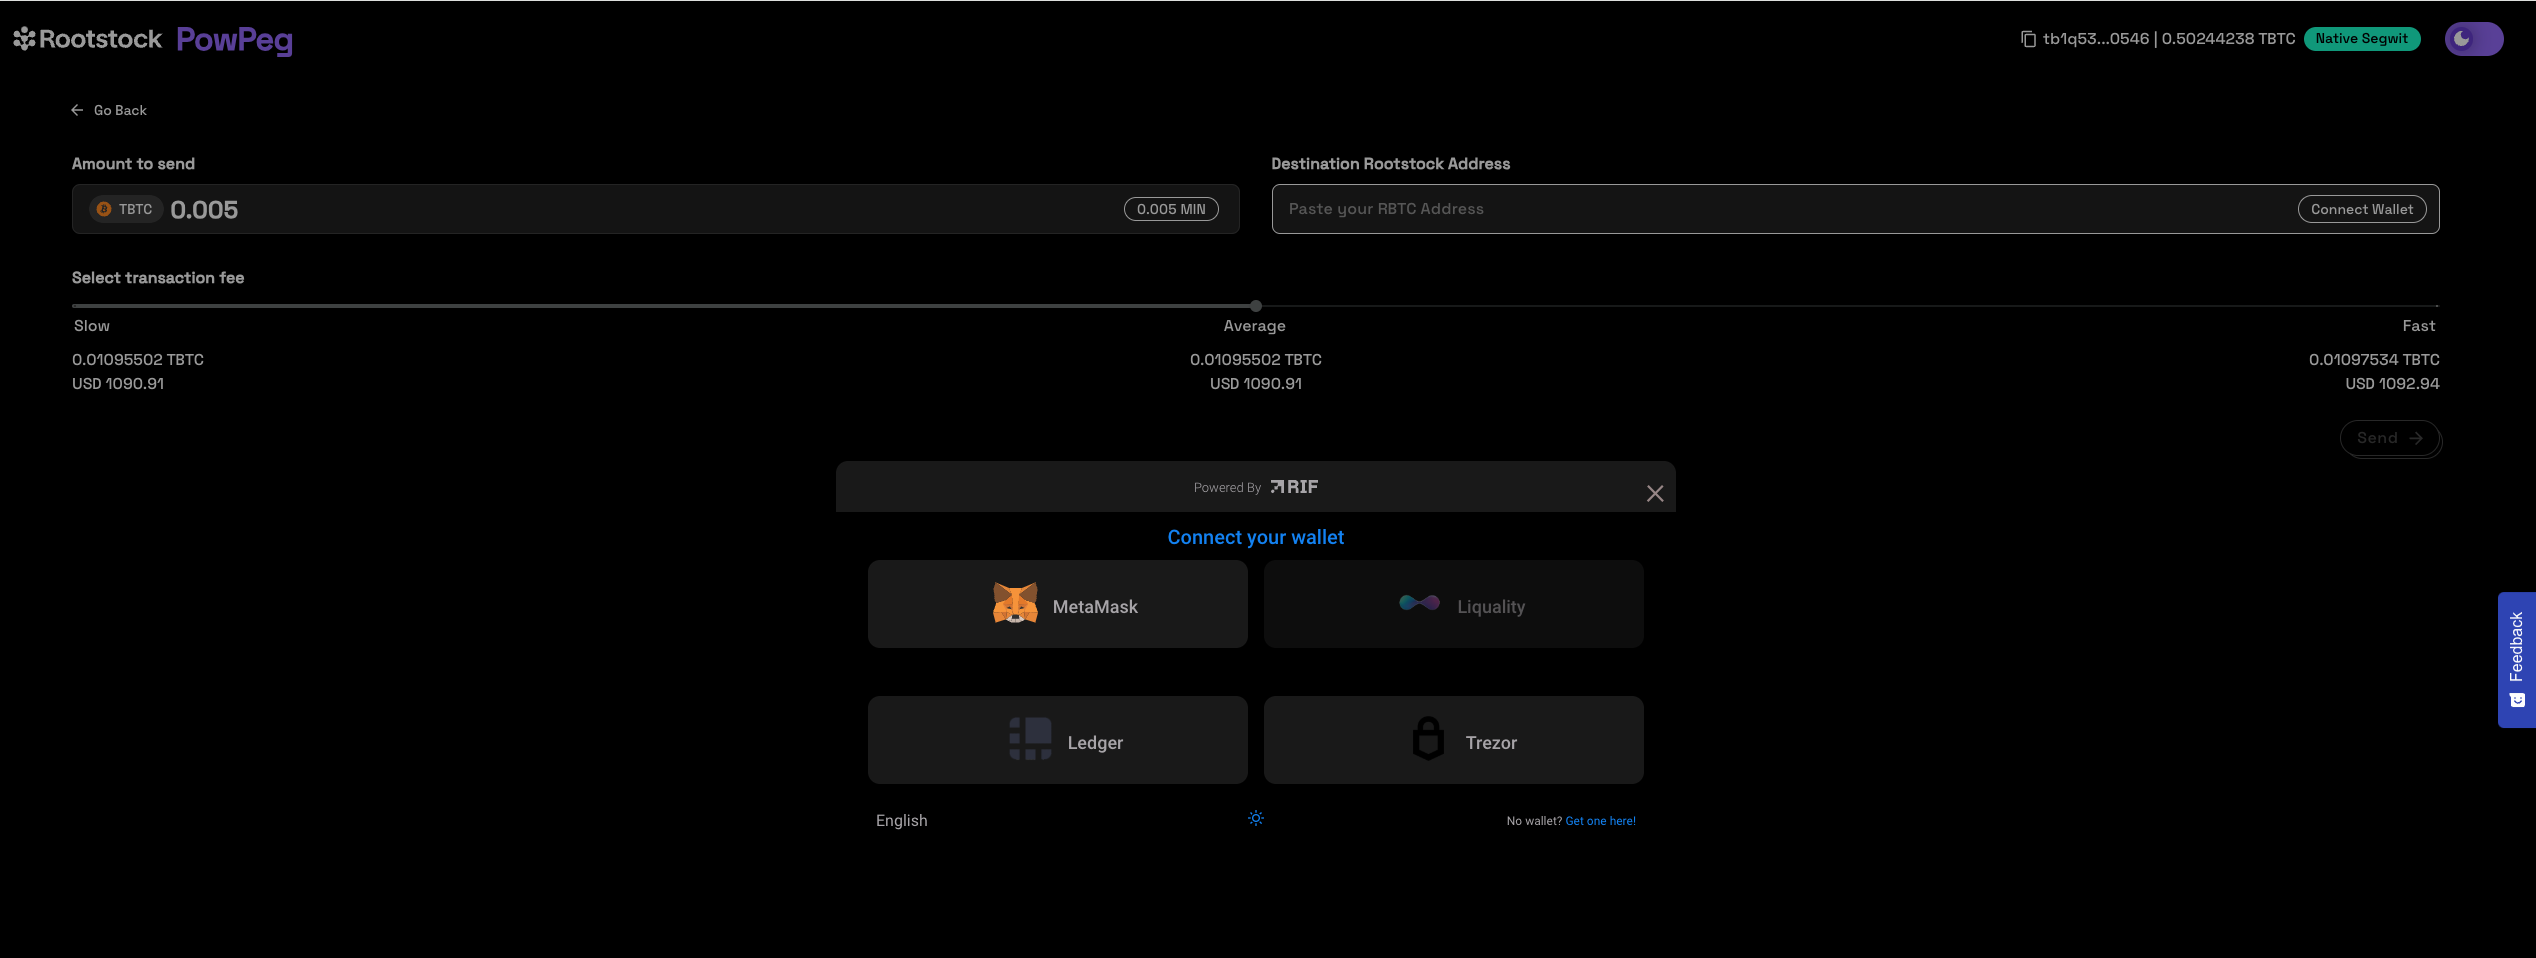 Rootstock PowPeg
tb1q53...0546 | 0.50244238 TBTC Native Segwit
Go Back
Amount to send
TBTC 0.005 0.005 MIN
Destination Rootstock Address
Paste your RBTC Address Connect Wallet
Select transaction fee
Slow Average Fast
0.01095502 TBTC 0.01095502 TBTC 0.01097534 TBTC
USD 1090.91 USD 1090.91 USD 1092.94
Send
Powered By RIF
Connect your wallet
MetaMask Liquality
Ledger Trezor
English No wallet? Get one here!
Feedback